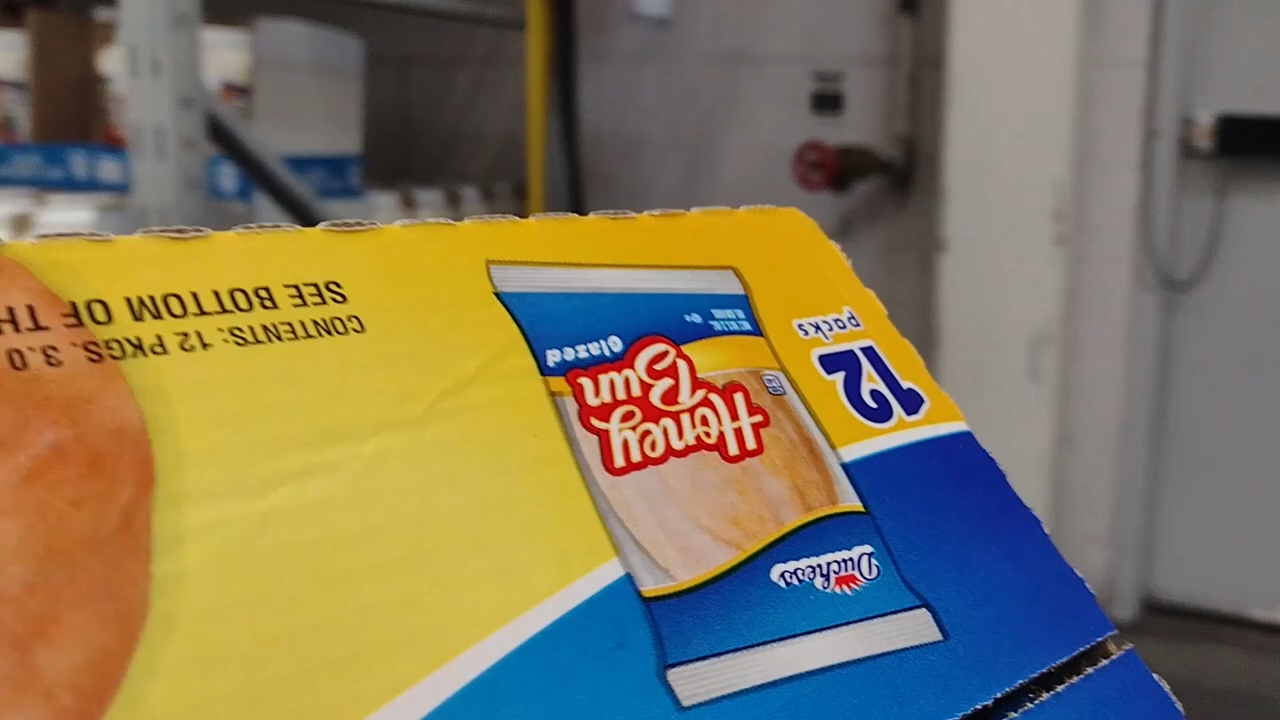 CONTENTS: 12 PKGS. 3.0
SEE BOTTOM OF TH
12
packs
Duchess
Honey
Bun
Glazed